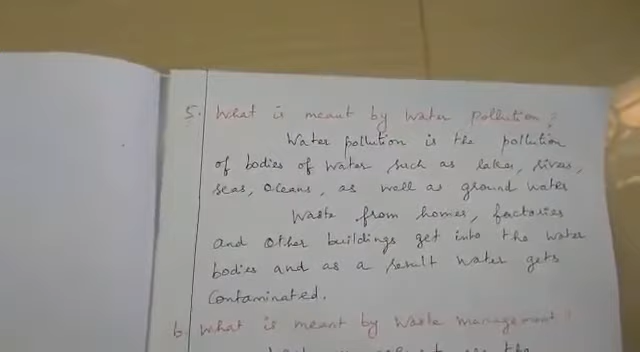 5. What is meant by water pollution?
Water pollution is the pollution
of bodies of water such as lakes, rivers,
seas, oceans, as well as ground water
Waste from homes, factories
and other buildings get into the water
bodies and as a result water gets
contaminated.
6. What is meant by waste management?
the